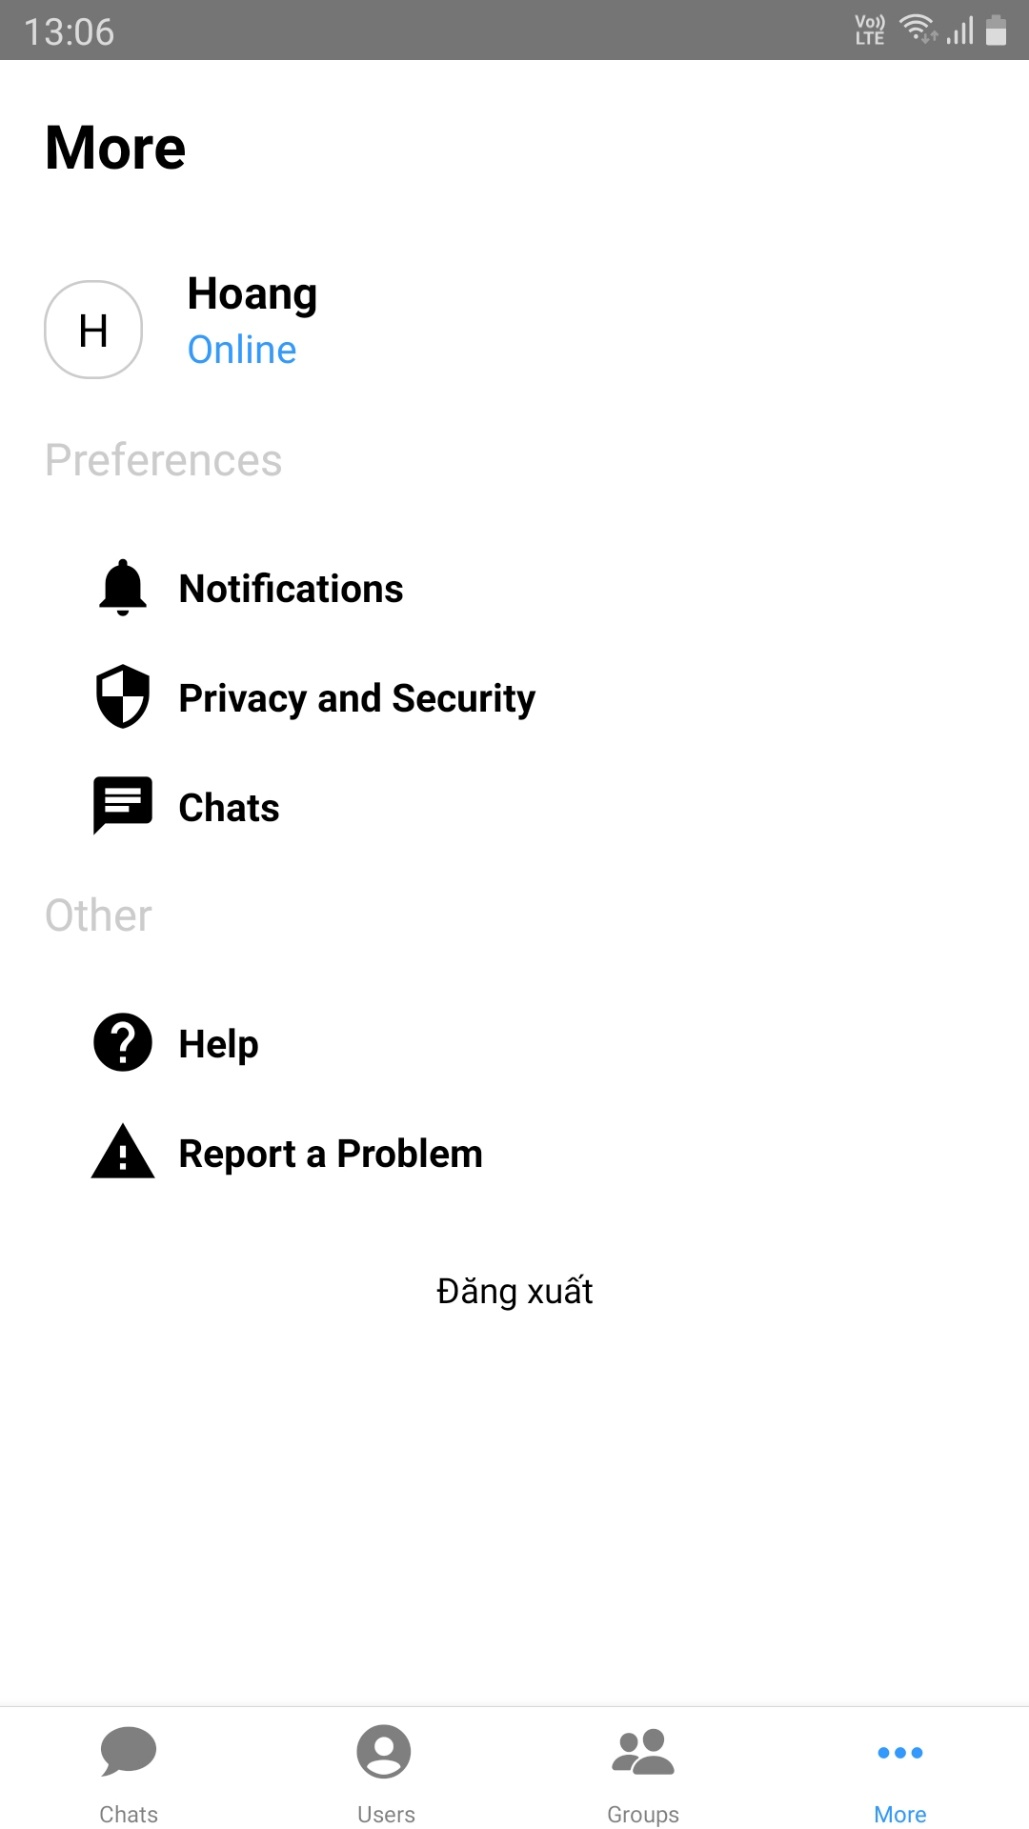 13:06
Vo)) LTE
More
H
Hoang
Online
Preferences
Notifications
Privacy and Security
Chats
Other
Help
Report a Problem
Đăng xuất
Chats
Users
Groups
More